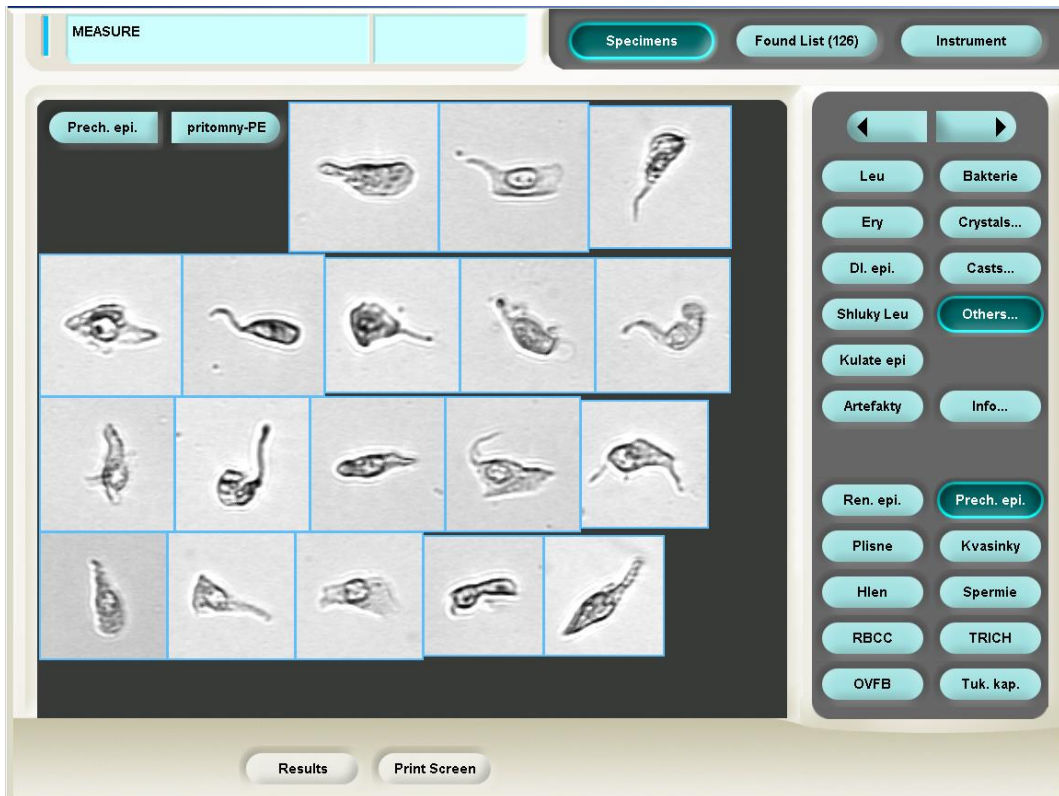 MEASURE
Specimens
Found List (126)
Instrument
Prech. epi.
pritomny-PE
Leu
Bakterie
Ery
Crystals...
Dl. epi.
Casts...
Shluky Leu
Others...
Kulate epi
Artefakty
Info...
Ren. epi.
Prech. epi.
Plisne
Kvasinky
Hlen
Spermie
RBCC
TRICH
OVFB
Tuk. kap.
Results
Print Screen